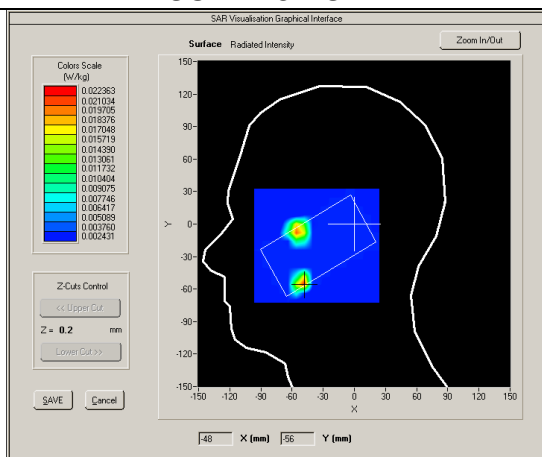 SAR Visualisation Graphical Interface
Surface Radiated Intensity
Zoom In/Out
Colors Scale
(W/kg)
0.022363
0.021034
0.019705
0.018376
0.017048
0.015719
0.014390
0.013061
0.011732
0.010404
0.009075
0.007746
0.006417
0.005089
0.003760
0.002431
Z-Cuts Control
<< Upper Cut
Z = 0.2 mm
Lower Cut >>
SAVE Cancel
Y
150
120
90
60
30
0
-30
-60
-90
-120
-150
-150 -120 -90 -60 -30 0 30 60 90 120 150
X
-48 X (mm) -56 Y (mm)